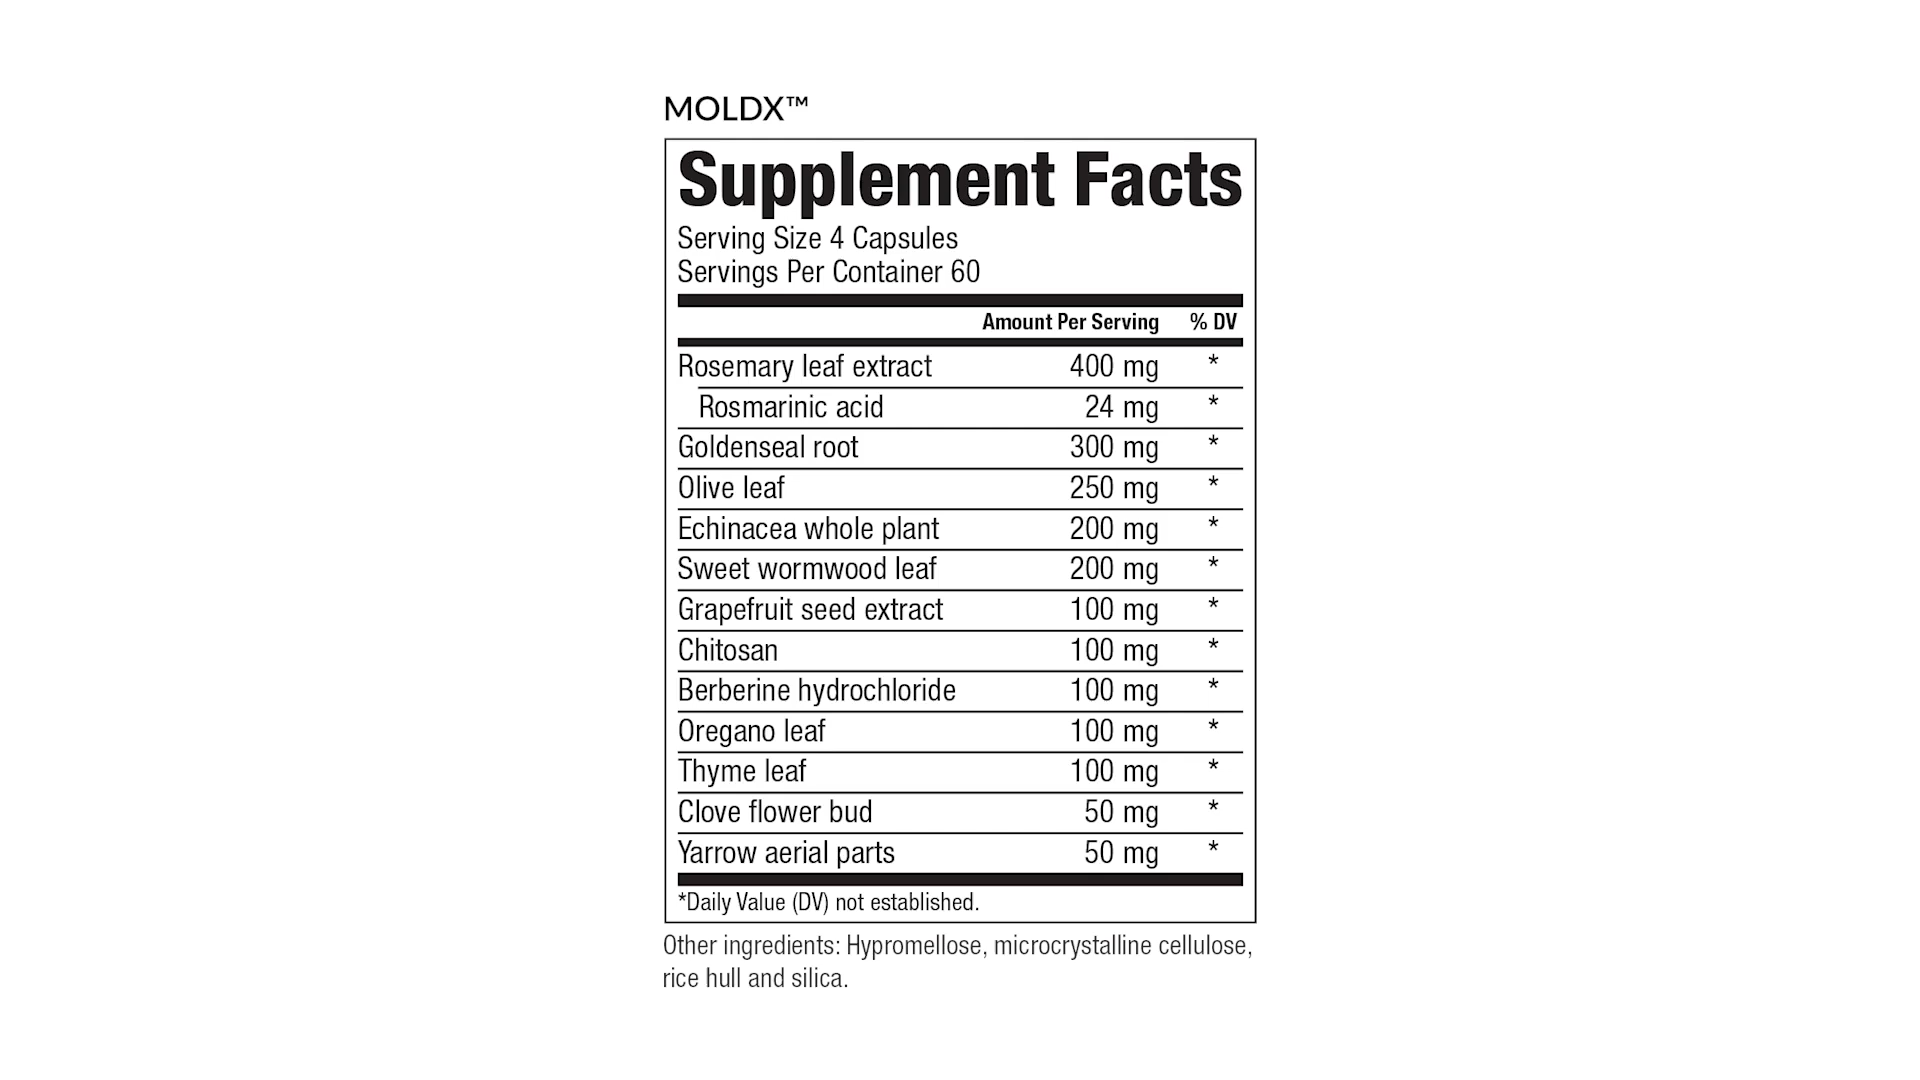 MOLDX™
Supplement Facts
Serving Size 4 Capsules
Servings Per Container 60
Amount Per Serving % DV
Rosemary leaf extract 400 mg *
Rosmarinic acid 24 mg *
Goldenseal root 300 mg *
Olive leaf 250 mg *
Echinacea whole plant 200 mg *
Sweet wormwood leaf 200 mg *
Grapefruit seed extract 100 mg *
Chitosan 100 mg *
Berberine hydrochloride 100 mg *
Oregano leaf 100 mg *
Thyme leaf 100 mg *
Clove flower bud 50 mg *
Yarrow aerial parts 50 mg *
*Daily Value (DV) not established.
Other ingredients: Hypromellose, microcrystalline cellulose,
rice hull and silica.